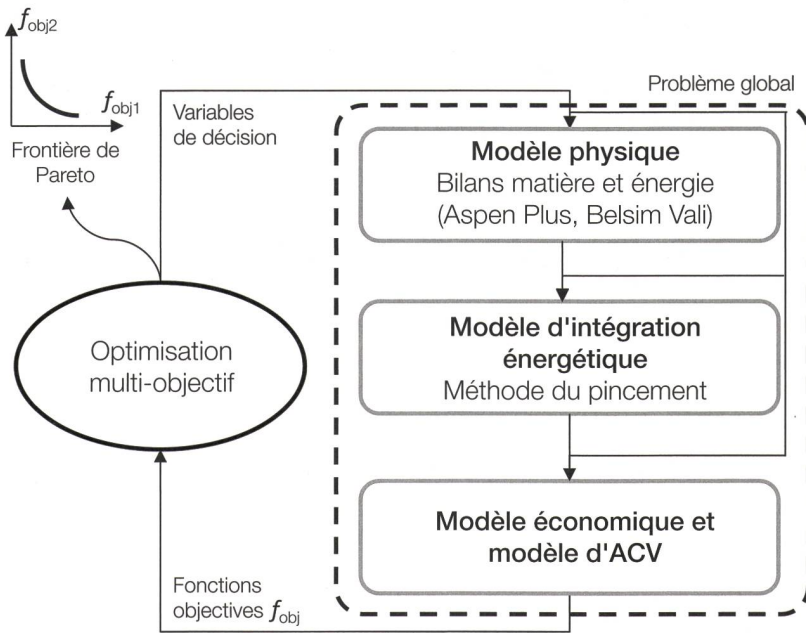 fobj2
fobj1
Frontière de
Pareto
Variables
de décision
Problème global
Modèle physique
Bilans matière et énergie
(Aspen Plus, Belsim Vali)
Optimisation
multi-objectif
Modèle d'intégration
énergétique
Méthode du pincement
Modèle économique et
modèle d'ACV
Fonctions
objectives fobj